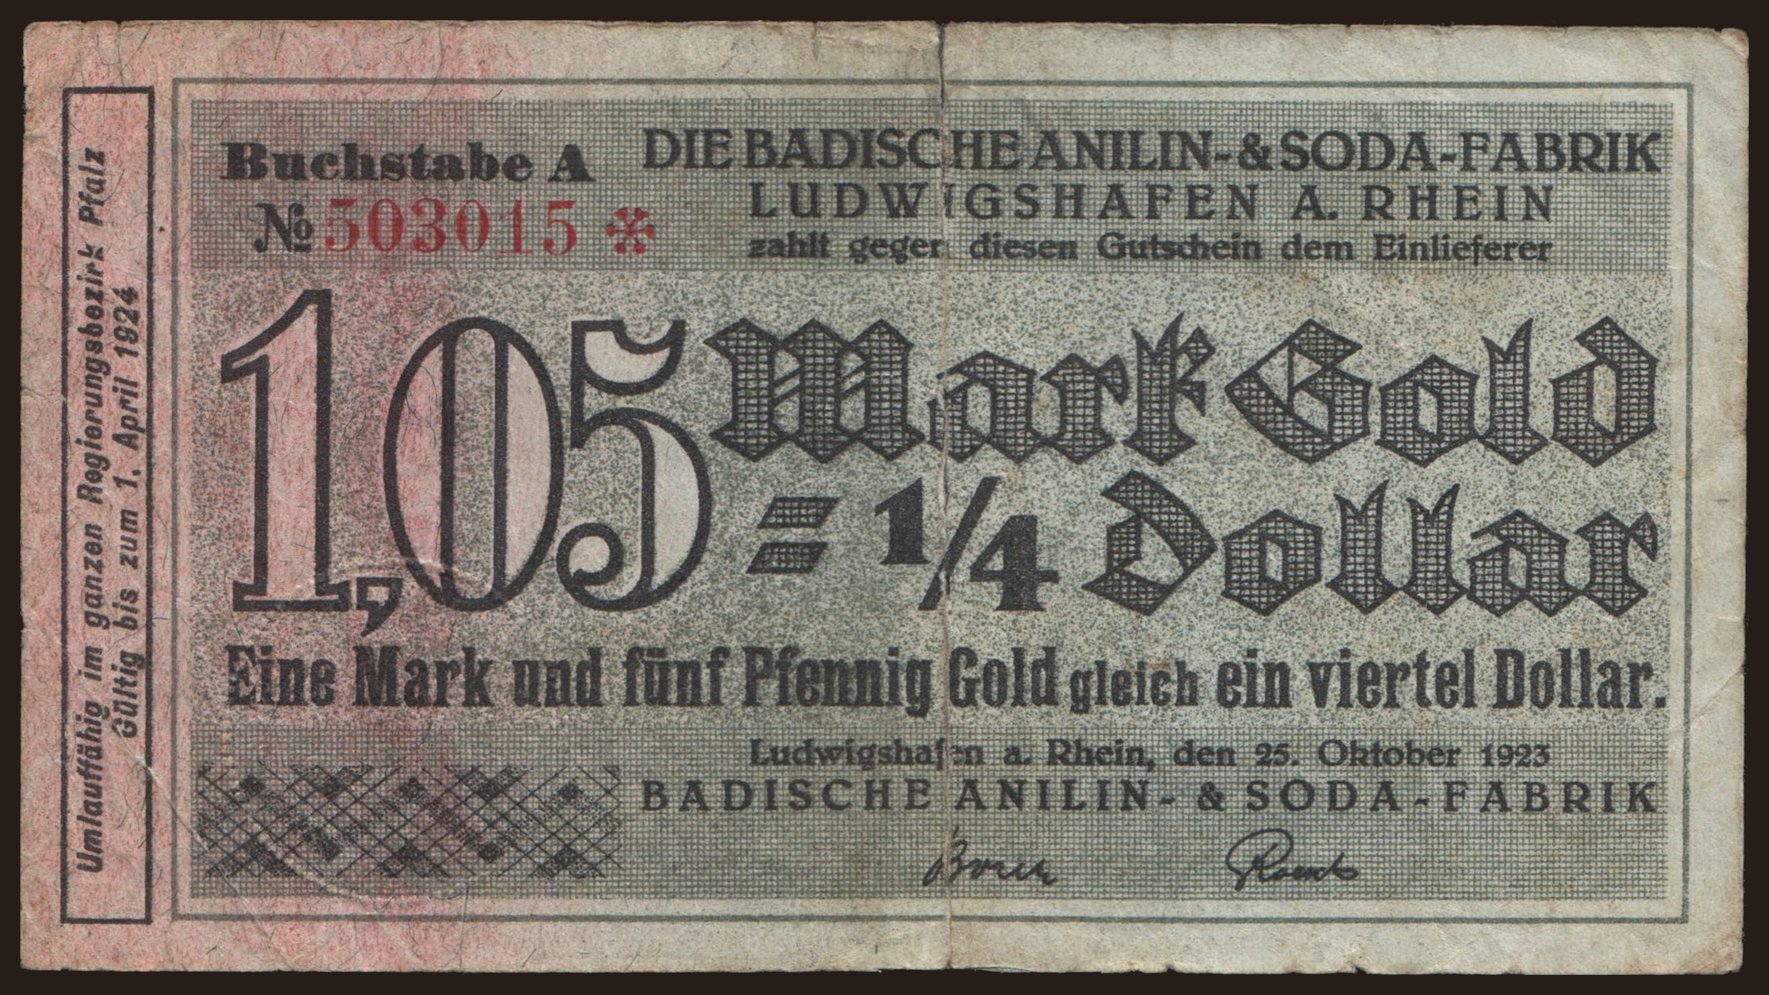 Umlauffähig im ganzen Regierungsbezirk Pfalz
Gültig bis zum 1. April 1924
Buchstabe A
№ 503015 *
DIE BADISCHE ANILIN- & SODA-FABRIK
LUDWIGSHAFEN A. RHEIN
zahlt gegen diesen Gutschein dem Einlieferer
1,05 Mark Gold
= 1/4 Dollar
Eine Mark und fünf Pfennig Gold gleich ein viertel Dollar.
Ludwigshafen a. Rhein, den 25. Oktober 1923
BADISCHE ANILIN- & SODA-FABRIK